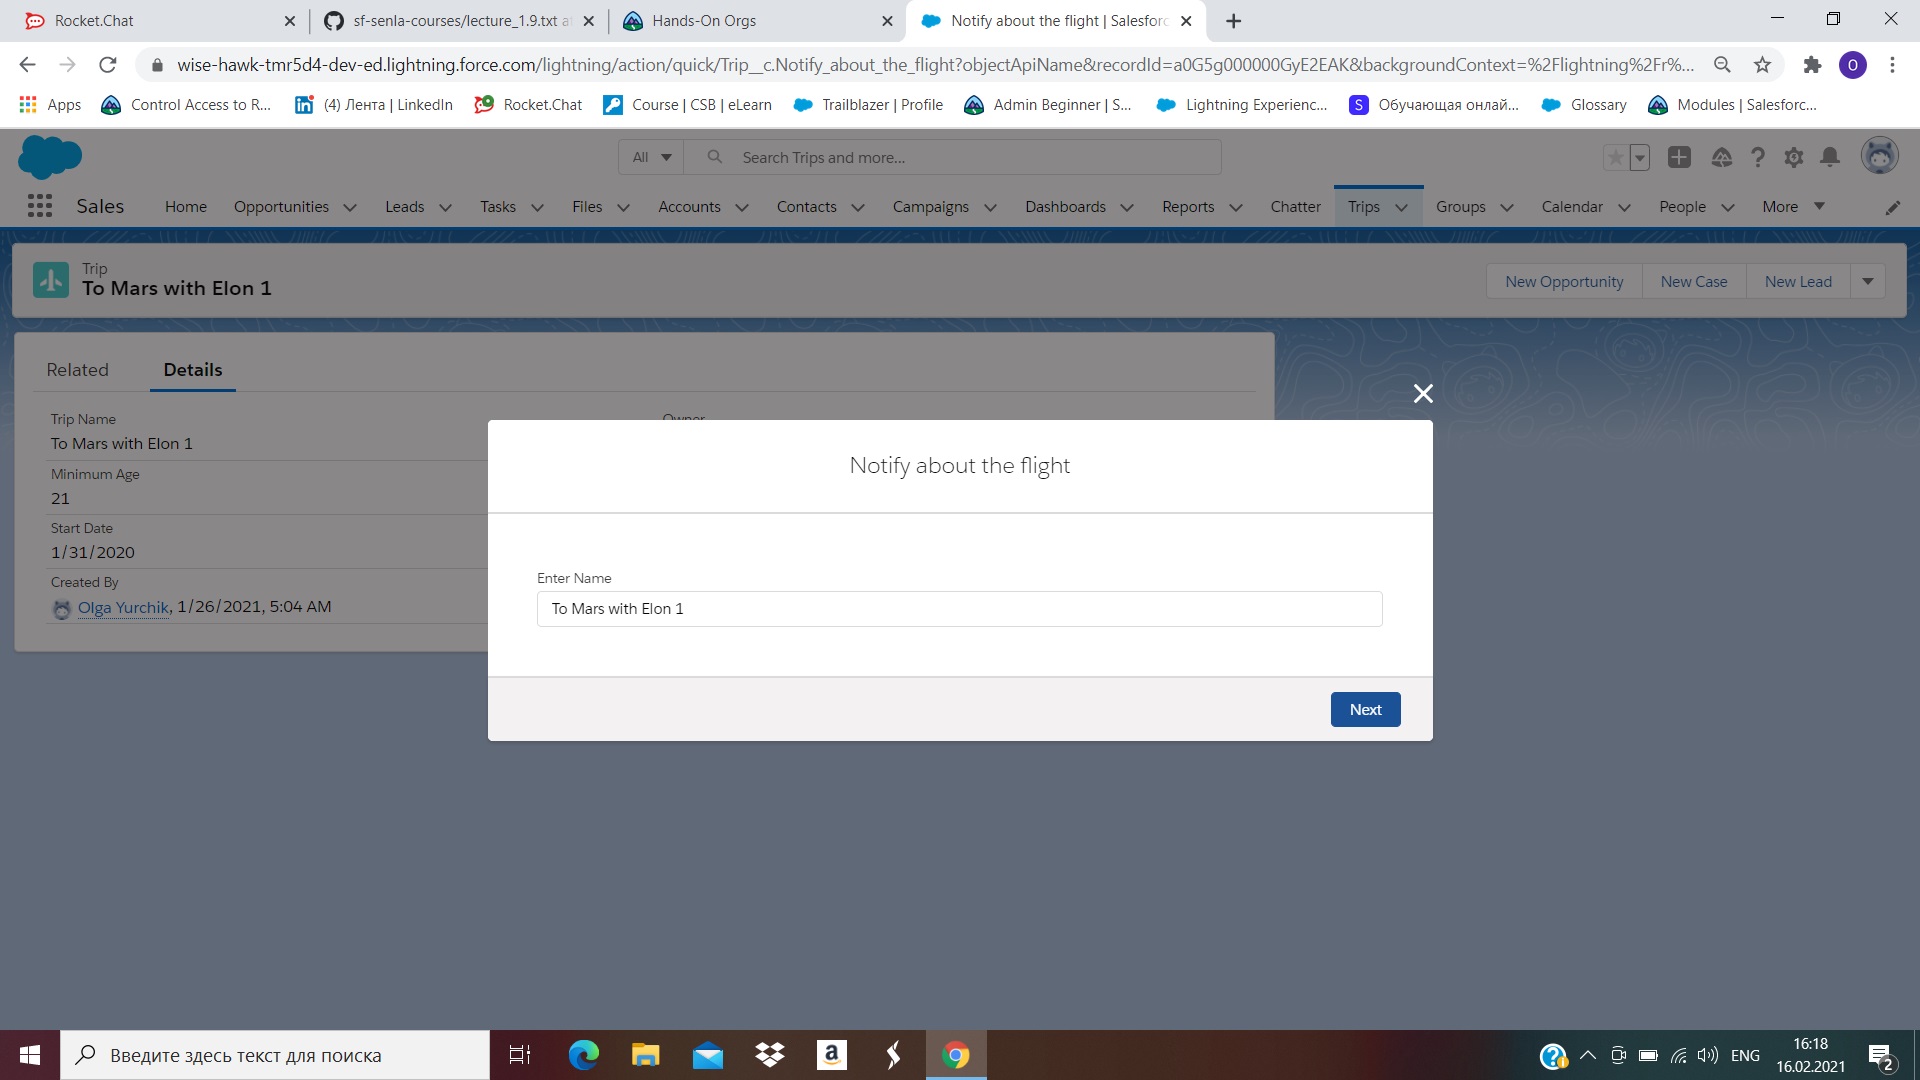 Rocket.Chat
sf-senla-courses/lecture_1.9.txt a
Hands-On Orgs
Notify about the flight | Salesforc
wise-hawk-tmr5d4-dev-ed.lightning.force.com/lightning/action/quick/Trip__c.Notify_about_the_flight?objectApiName&recordId=a0G5g000000GyE2EAK&backgroundContext=%2Flightning%2Fr%...
O
Apps
Control Access to R...
(4) Лента | LinkedIn
Rocket.Chat
Course | CSB | eLearn
Trailblazer | Profile
Admin Beginner | S...
Lightning Experienc...
S
Обучающая онлай...
Glossary
Modules | Salesforc...
All
Search Trips and more...
Sales
Home
Opportunities
Leads
Tasks
Files
Accounts
Contacts
Campaigns
Dashboards
Reports
Chatter
Trips
Groups
Calendar
People
More
Trip
To Mars with Elon 1
New Opportunity
New Case
New Lead
Related
Details
Trip Name
Owner
To Mars with Elon 1
Minimum Age
21
Start Date
1/31/2020
Created By
Olga Yurchik, 1/26/2021, 5:04 AM
Notify about the flight
Enter Name
To Mars with Elon 1
Next
Введите здесь текст для поиска
ENG
16:18
16.02.2021
2